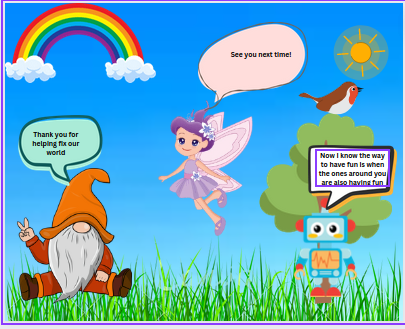 See you next time!
Thank you for
helping fix our
world
Now I know the way
to have fun is when
the ones around you
are also having fun